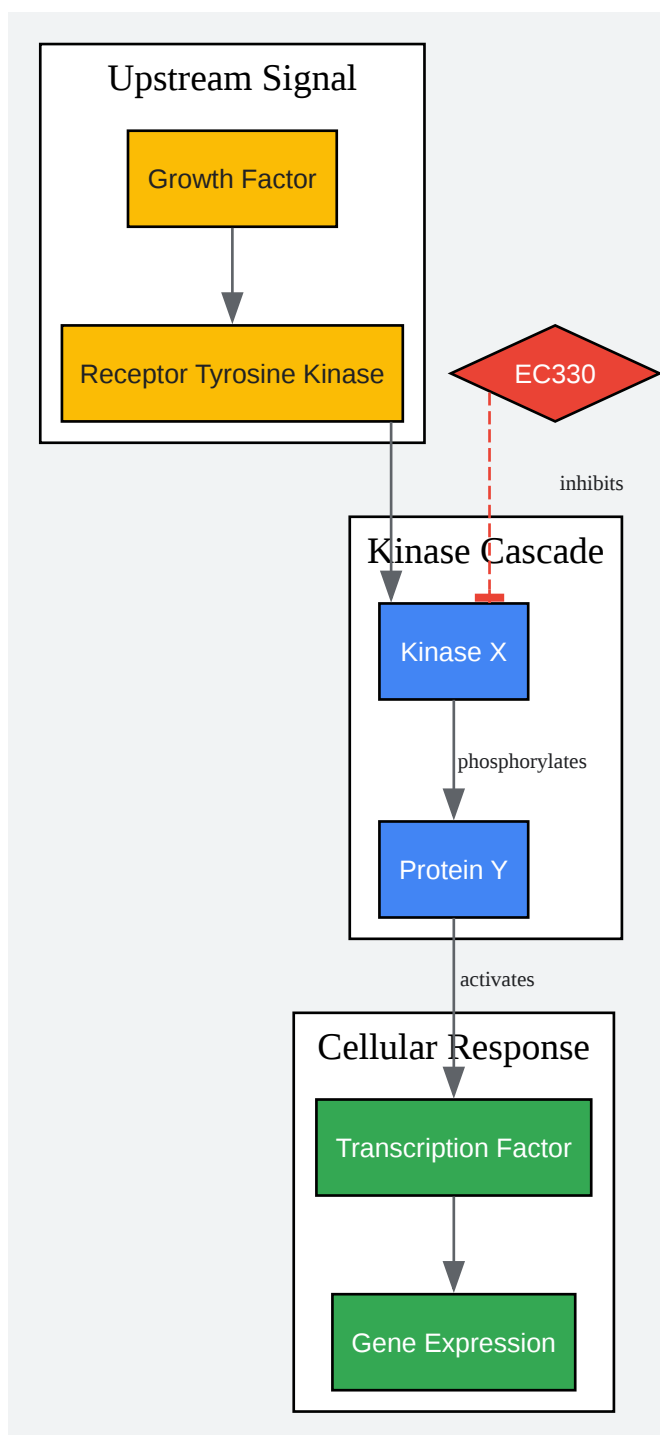 Upstream Signal
Growth Factor
Receptor Tyrosine Kinase
EC330
inhibits
Kinase Cascade
Kinase X
phosphorylates
Protein Y
activates
Cellular Response
Transcription Factor
Gene Expression